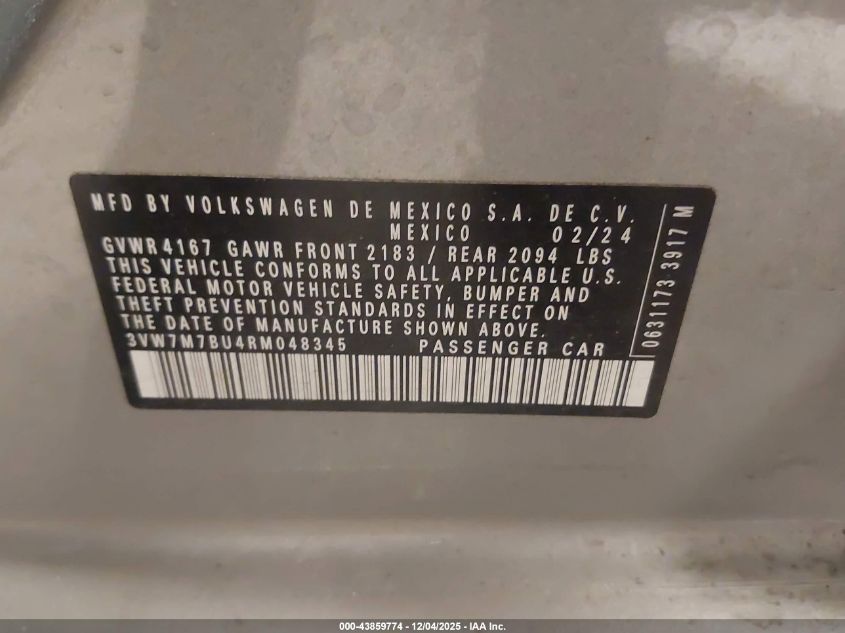 MFD BY VOLKSWAGEN DE MEXICO S.A. DE C.V.
MEXICO 02/24
GVWR 4167 GAWR FRONT 2183 / REAR 2094 LBS
THIS VEHICLE CONFORMS TO ALL APPLICABLE U.S.
FEDERAL MOTOR VEHICLE SAFETY, BUMPER AND
THEFT PREVENTION STANDARDS IN EFFECT ON
THE DATE OF MANUFACTURE SHOWN ABOVE.
3VW7M7BU4RM048345 PASSENGER CAR
0631173 3917 M
000-43859774 - 12/04/2025 - IAA Inc.